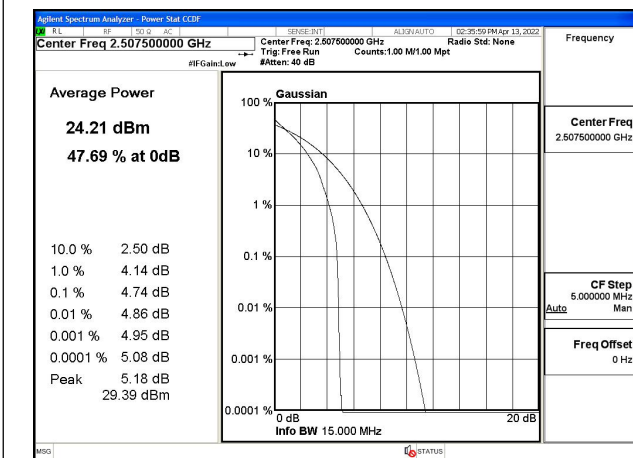 Agilent Spectrum Analyzer - Power Stat CCDF
RL RF 50 Ω AC SENSE:INT ALIGN AUTO 02:35:59 PM Apr 13, 2022
Center Freq 2.507500000 GHz
#IFGain:Low
Center Freq: 2.507500000 GHz Radio Std: None
Trig: Free Run Counts:1.00 M/1.00 Mpt
#Atten: 40 dB
Frequency
Average Power
24.21 dBm
47.69 % at 0dB
10.0 % 2.50 dB
1.0 % 4.14 dB
0.1 % 4.74 dB
0.01 % 4.86 dB
0.001 % 4.95 dB
0.0001 % 5.08 dB
Peak 5.18 dB
29.39 dBm
Gaussian
100 %
10 %
1 %
0.1 %
0.01 %
0.001 %
0.0001 %
0 dB 20 dB
Info BW 15.000 MHz
Center Freq
2.507500000 GHz
CF Step
5.000000 MHz
Auto Man
Freq Offset
0 Hz
MSG STATUS